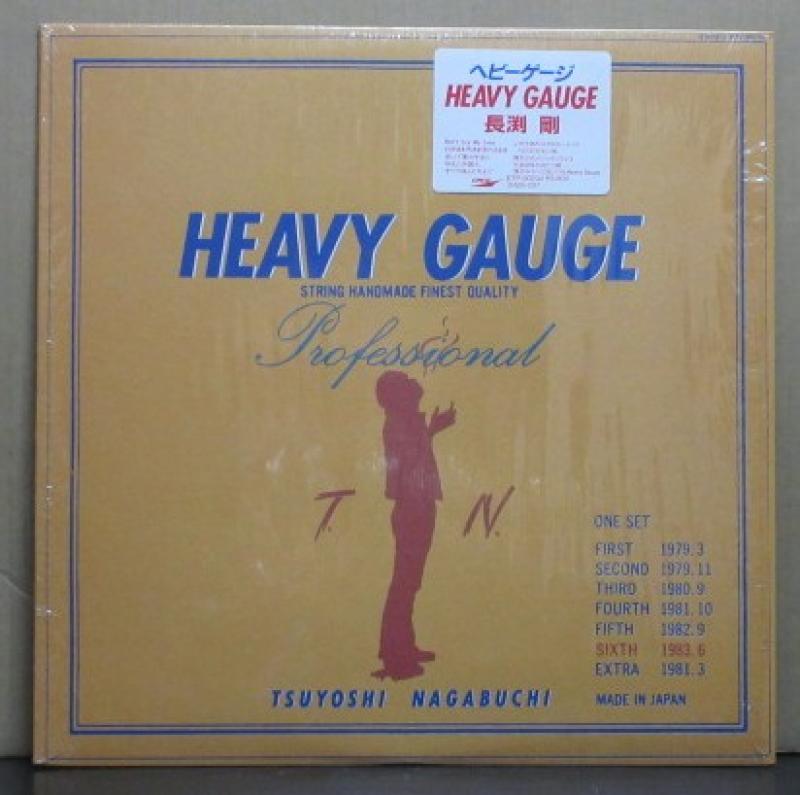 ヘビーゲージ
HEAVY GAUGE
長渕 剛
HEAVY GAUGE
STRING HANDMADE FINEST QUALITY
Professional
T. N.
ONE SET
FIRST 1979.3
SECOND 1979.11
THIRD 1980.9
FOURTH 1981.10
FIFTH 1982.9
SIXTH 1983.6
EXTRA 1981.3
TSUYOSHI NAGABUCHI
MADE IN JAPAN